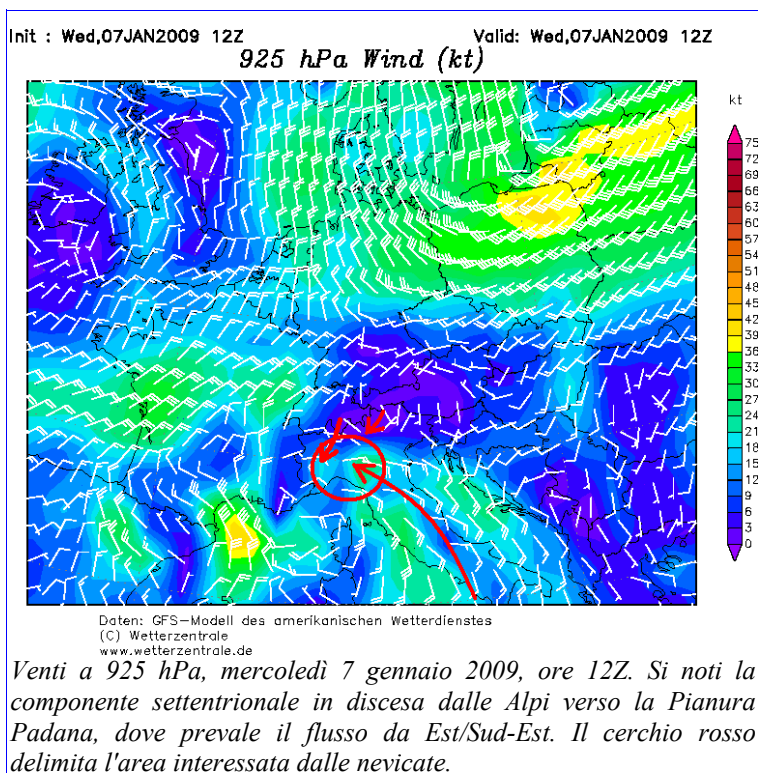 Init : Wed,07JAN2009 12Z Valid: Wed,07JAN2009 12Z
925 hPa Wind (kt)
kt
75
72
69
66
63
60
57
54
51
48
45
42
39
36
33
30
27
24
21
18
15
12
9
6
3
0
Daten: GFS-Modell des amerikanischen Wetterdienstes
(C) Wetterzentrale
www.wetterzentrale.de
Venti a 925 hPa, mercoledì 7 gennaio 2009, ore 12Z. Si noti la
componente settentrionale in discesa dalle Alpi verso la Pianura
Padana, dove prevale il flusso da Est/Sud-Est. Il cerchio rosso
delimita l'area interessata dalle nevicate.